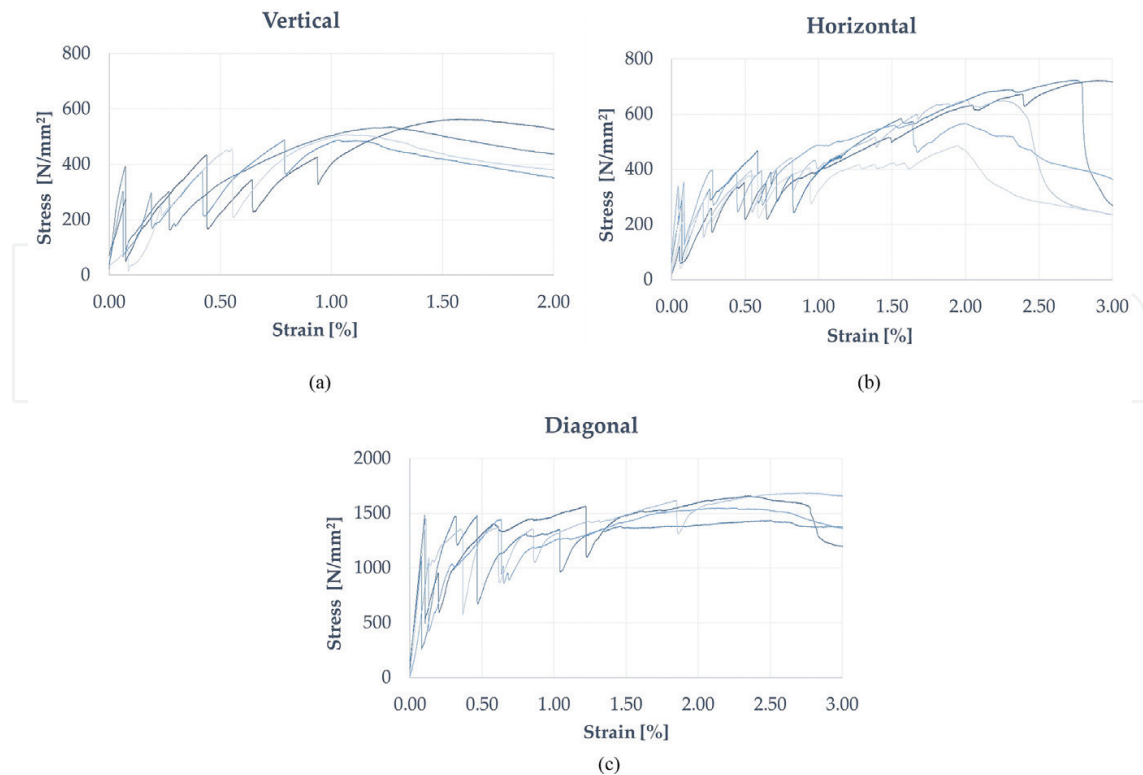 Vertical
800
600
400
200
0
Stress [N/mm²]
0.00 0.50 1.00 1.50 2.00
Strain [%]
(a)
Horizontal
800
600
400
200
0
Stress [N/mm²]
0.00 0.50 1.00 1.50 2.00 2.50 3.00
Strain [%]
(b)
Diagonal
2000
1500
1000
500
0
Stress [N/mm²]
0.00 0.50 1.00 1.50 2.00 2.50 3.00
Strain [%]
(c)